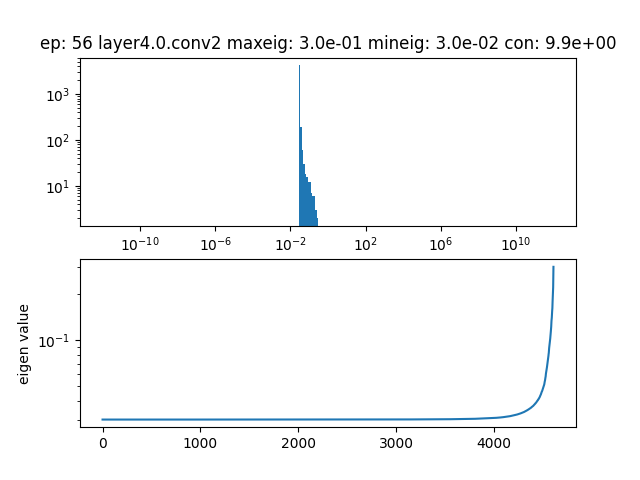 ep: 56 layer4.0.conv2 maxeig: 3.0e-01 mineig: 3.0e-02 con: 9.9e+00
10³
10²
10¹
10⁻¹⁰ 10⁻⁶ 10⁻² 10² 10⁶ 10¹⁰
eigen value
10⁻¹
0 1000 2000 3000 4000